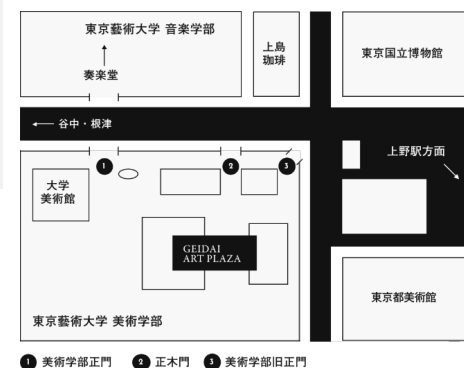 東京藝術大学 音楽学部
奏楽堂
上島
珈琲
東京国立博物館
← 谷中・根津
上野駅方面
1
2
3
大学
美術館
GEIDAI
ART PLAZA
東京藝術大学 美術学部
東京都美術館
1 美術学部正門 2 正木門 3 美術学部旧正門